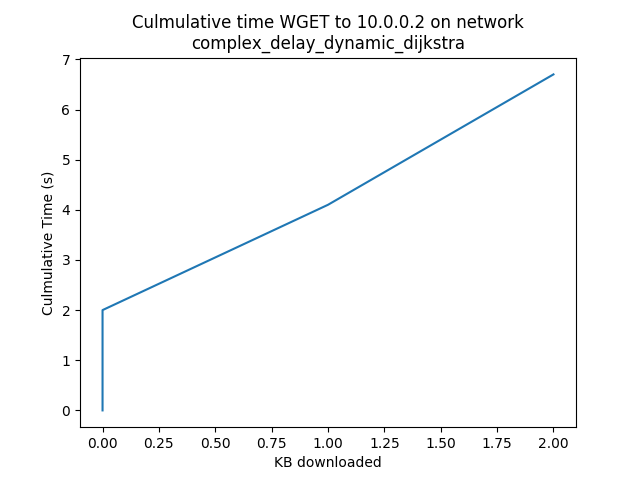 Culmulative time WGET to 10.0.0.2 on network
complex_delay_dynamic_dijkstra
7
6
5
4
3
2
1
0
Culmulative Time (s)
0.00 0.25 0.50 0.75 1.00 1.25 1.50 1.75 2.00
KB downloaded